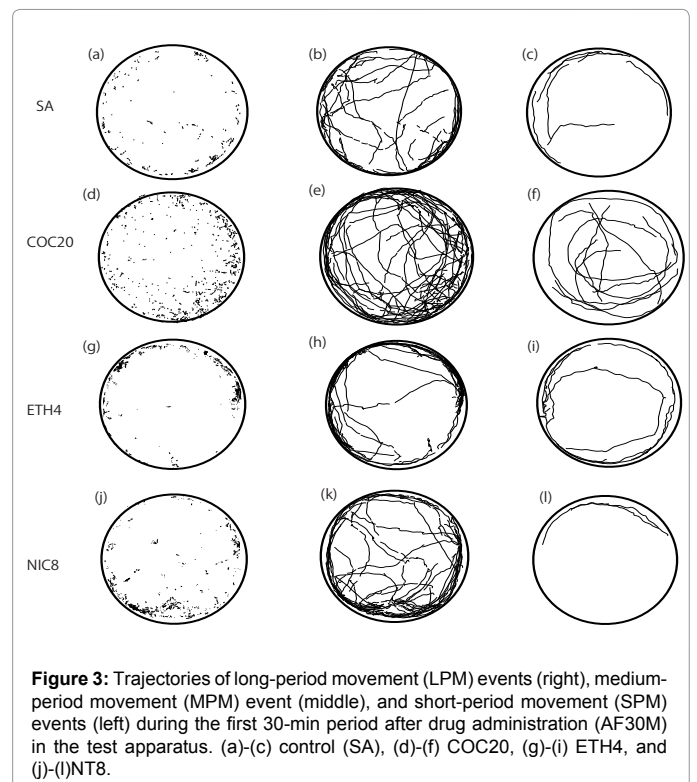 (a)
(b)
(c)
SA
(d)
(e)
(f)
COC20
(g)
(h)
(i)
ETH4
(j)
(k)
(l)
NIC8
Figure 3: Trajectories of long-period movement (LPM) events (right), medium-
period movement (MPM) event (middle), and short-period movement (SPM)
events (left) during the first 30-min period after drug administration (AF30M)
in the test apparatus. (a)-(c) control (SA), (d)-(f) COC20, (g)-(i) ETH4, and
(j)-(l)NT8.